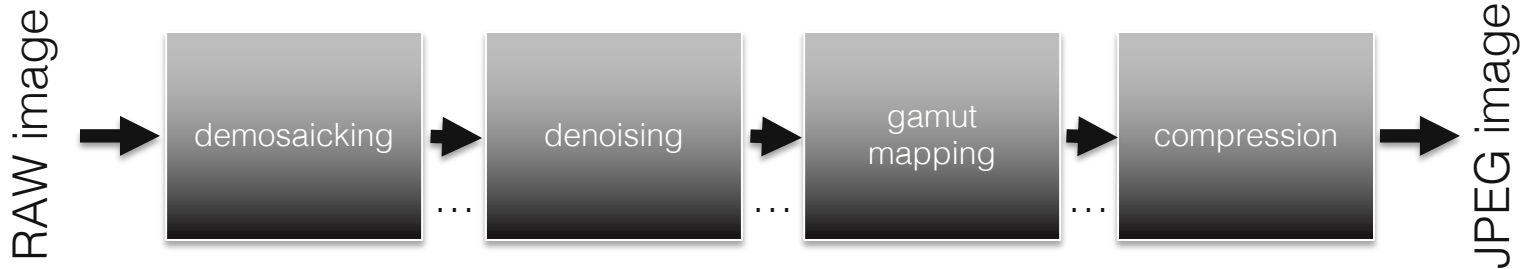 RAW image
demosaicking
...
denoising
...
gamut
mapping
...
compression
JPEG image